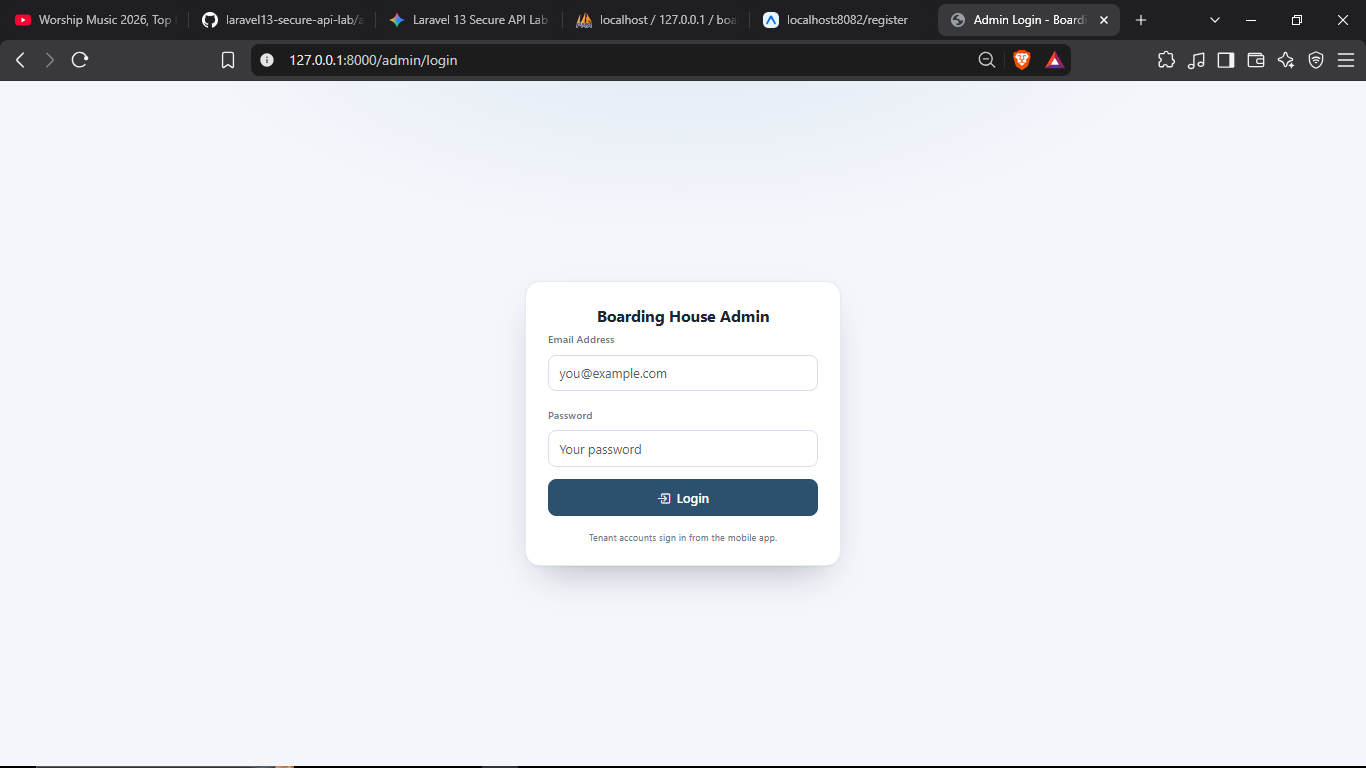 Worship Music 2026, Top
laravel13-secure-api-lab/a
Laravel 13 Secure API Lab
localhost / 127.0.0.1 / boa
localhost:8082/register
Admin Login - Boardi
127.0.0.1:8000/admin/login
Boarding House Admin
Email Address
you@example.com
Password
Your password
Login
Tenant accounts sign in from the mobile app.